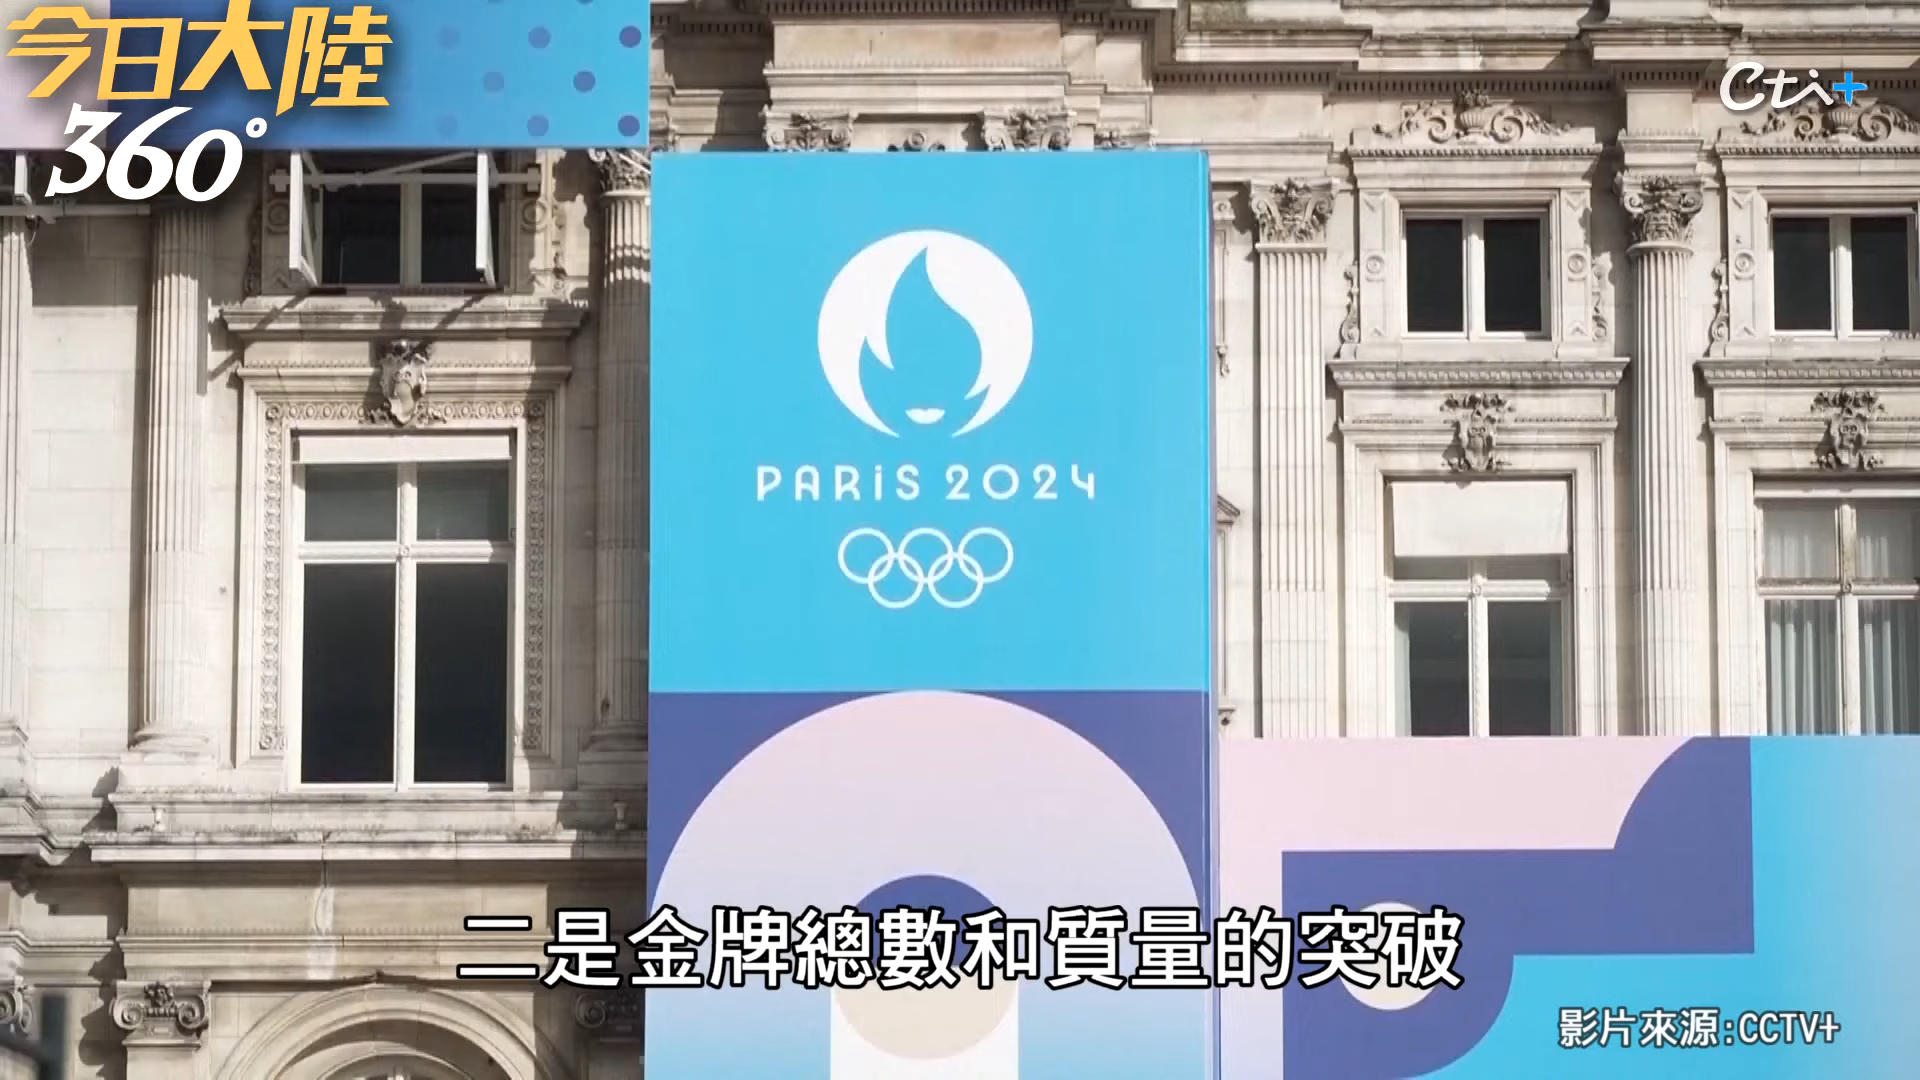 今日大陸
360°
Cti+
PARiS 2024
二是金牌總數和質量的突破
影片來源:CCTV+